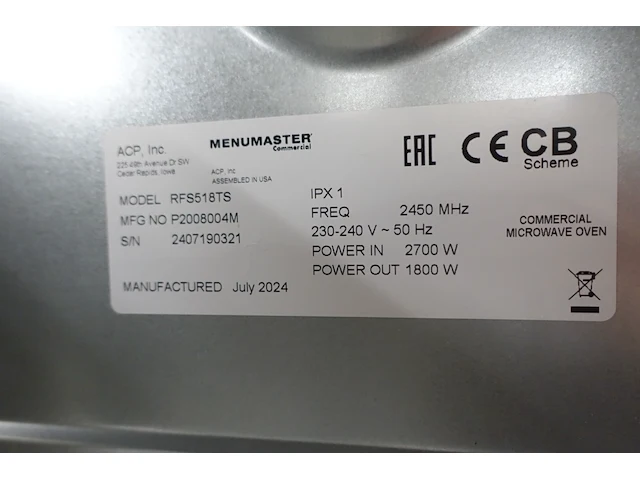 ACP, Inc.
225 49th Avenue Dr SW
Cedar Rapids, Iowa
MENUMASTER®
Commercial
ACP, Inc
ASSEMBLED IN USA
EAC CE CB
Scheme
MODEL RFS518TS
MFG NO P2008004M
S/N 2407190321
MANUFACTURED July 2024
IPX 1
FREQ 2450 MHz
230-240 V ~ 50 Hz
POWER IN 2700 W
POWER OUT 1800 W
COMMERCIAL
MICROWAVE OVEN